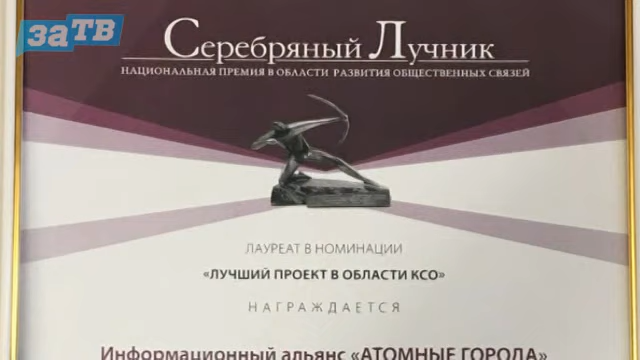 заТВ
Серебряный Лучник
НАЦИОНАЛЬНАЯ ПРЕМИЯ В ОБЛАСТИ РАЗВИТИЯ ОБЩЕСТВЕННЫХ СВЯЗЕЙ
ЛАУРЕАТ В НОМИНАЦИИ
«ЛУЧШИЙ ПРОЕКТ В ОБЛАСТИ КСО»
НАГРАЖДАЕТСЯ
Информационный альянс «АТОМНЫЕ ГОРОДА»